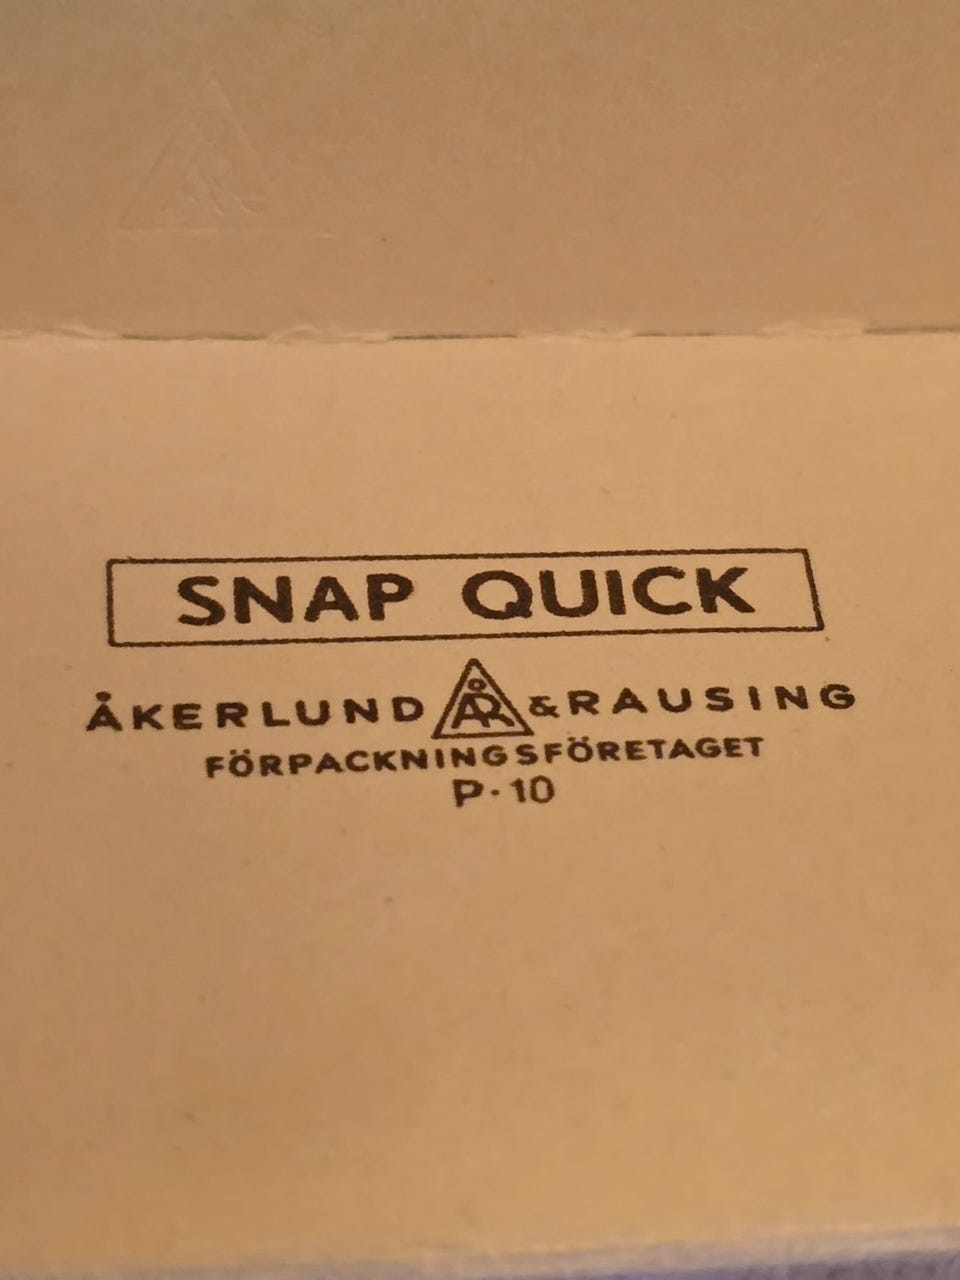 SNAP QUICK
ÅKERLUND ÅR & RAUSING
FÖRPACKNINGSFÖRETAGET
P·10